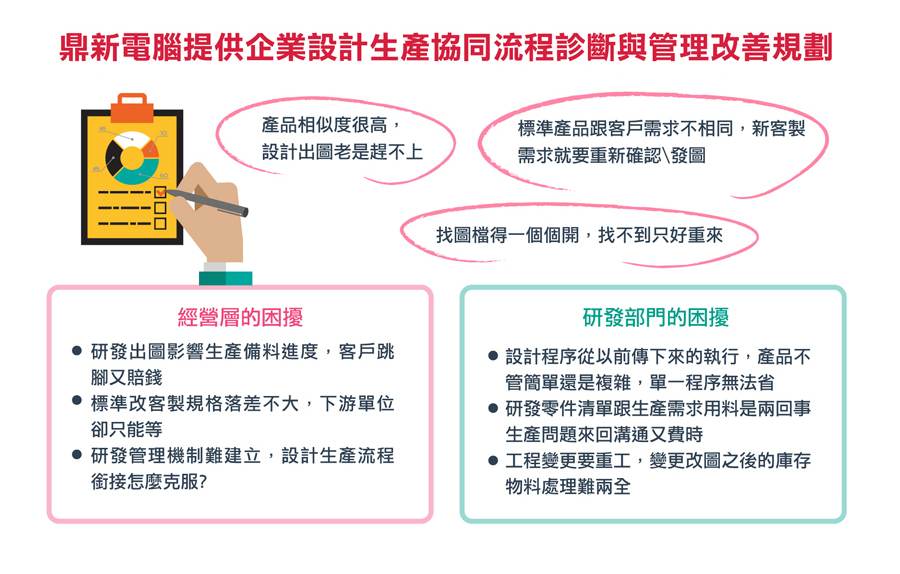 鼎新電腦提供企業設計生產協同流程診斷與管理改善規劃
產品相似度很高，
設計出圖老是趕不上
標準產品跟客戶需求不相同，新客製
需求就要重新確認\發圖
找圖檔得一個個開，找不到只好重來
經營層的困擾
● 研發出圖影響生產備料進度，客戶跳
腳又賠錢
● 標準改客製規格落差不大，下游單位
卻只能等
● 研發管理機制難建立，設計生產流程
銜接怎麼克服?
研發部門的困擾
● 設計程序從以前傳下來的執行，產品不
管簡單還是複雜，單一程序無法省
● 研發零件清單跟生產需求用料是兩回事
生產問題來回溝通又費時
● 工程變更要重工，變更改圖之後的庫存
物料處理難兩全